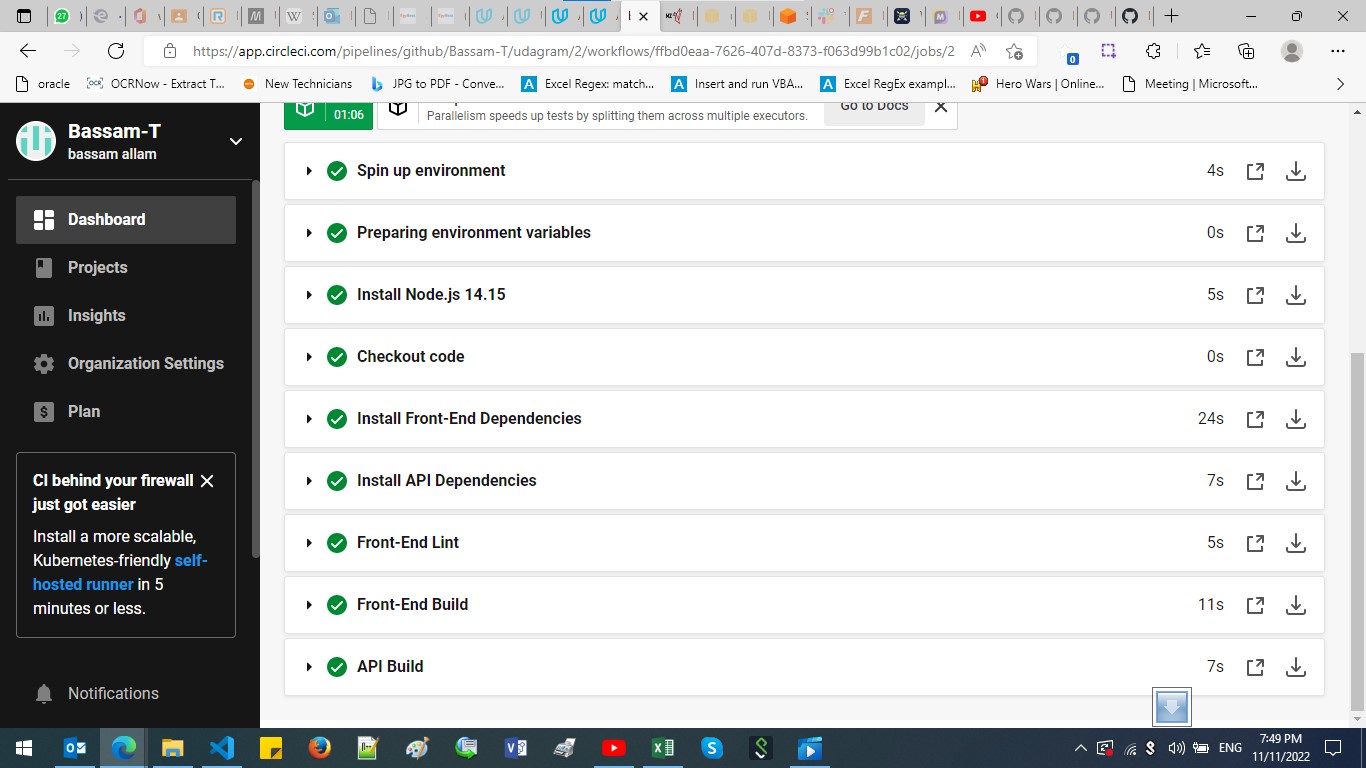 27
https://app.circleci.com/pipelines/github/Bassam-T/udagram/2/workflows/ffbd0eaa-7626-407d-8373-f063d99b1c02/jobs/2
0
oracle
OCRNow - Extract T...
New Technicians
JPG to PDF - Conve...
Excel Regex: match...
Insert and run VBA...
Excel RegEx exampl...
Hero Wars | Online...
Meeting | Microsoft...
Bassam-T
bassam allam
Dashboard
Projects
Insights
Organization Settings
Plan
CI behind your firewall
just got easier
Install a more scalable,
Kubernetes-friendly self-
hosted runner in 5
minutes or less.
Notifications
01:06
Parallelism speeds up tests by splitting them across multiple executors.
Go to Docs
Spin up environment 4s
Preparing environment variables 0s
Install Node.js 14.15 5s
Checkout code 0s
Install Front-End Dependencies 24s
Install API Dependencies 7s
Front-End Lint 5s
Front-End Build 11s
API Build 7s
ENG
7:49 PM
11/11/2022